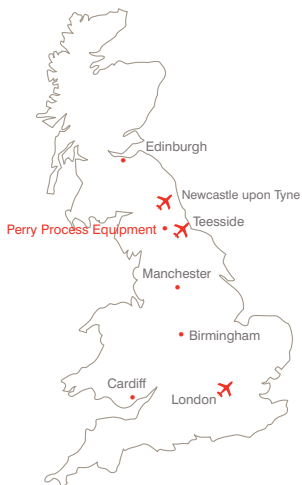 Edinburgh
Newcastle upon Tyne
Teesside
Perry Process Equipment
Manchester
Birmingham
Cardiff
London